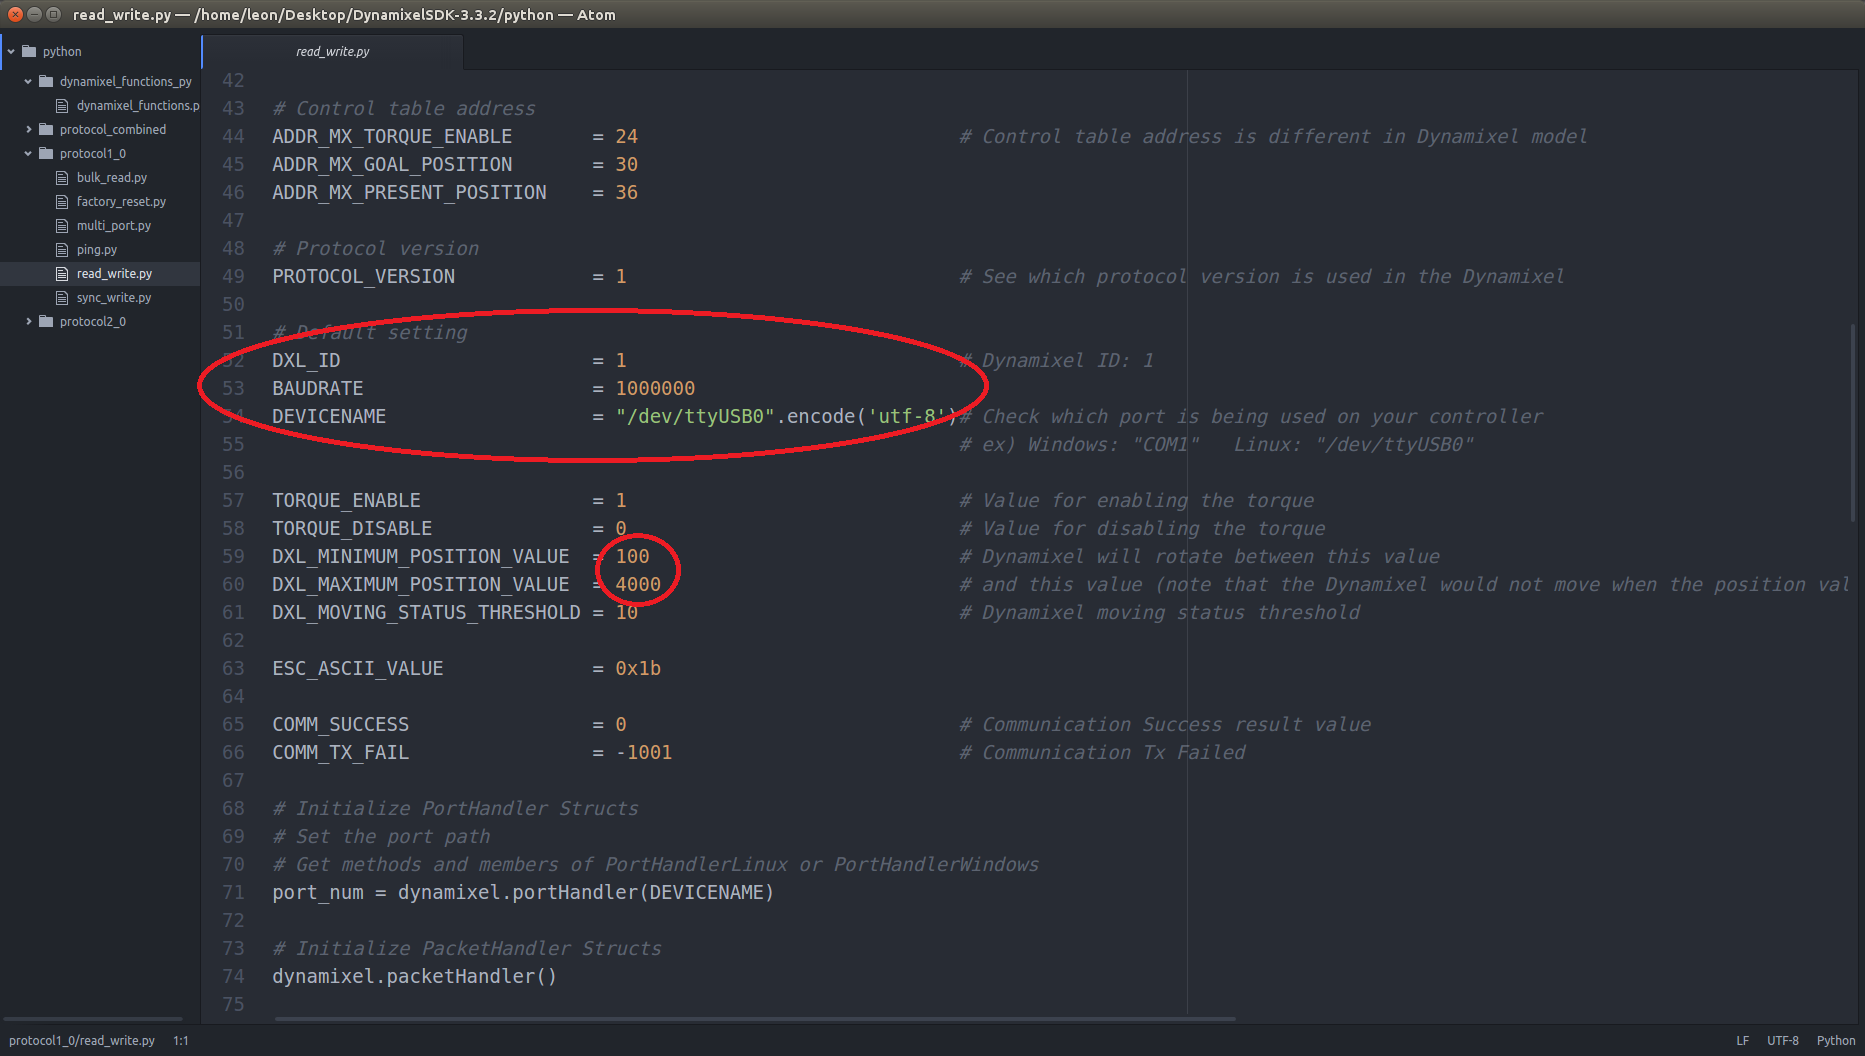 read_write.py — /home/leon/Desktop/DynamixelSDK-3.3.2/python — Atom
python
dynamixel_functions_py
dynamixel_functions.p
protocol_combined
protocol1_0
bulk_read.py
factory_reset.py
multi_port.py
ping.py
read_write.py
sync_write.py
protocol2_0
read_write.py
42
43 # Control table address
44 ADDR_MX_TORQUE_ENABLE = 24 # Control table address is different in Dynamixel model
45 ADDR_MX_GOAL_POSITION = 30
46 ADDR_MX_PRESENT_POSITION = 36
47
48 # Protocol version
49 PROTOCOL_VERSION = 1 # See which protocol version is used in the Dynamixel
50
51 # Default setting
52 DXL_ID = 1 # Dynamixel ID: 1
53 BAUDRATE = 1000000
54 DEVICENAME = "/dev/ttyUSB0".encode('utf-8')# Check which port is being used on your controller
55 # ex) Windows: "COM1" Linux: "/dev/ttyUSB0"
56
57 TORQUE_ENABLE = 1 # Value for enabling the torque
58 TORQUE_DISABLE = 0 # Value for disabling the torque
59 DXL_MINIMUM_POSITION_VALUE = 100 # Dynamixel will rotate between this value
60 DXL_MAXIMUM_POSITION_VALUE = 4000 # and this value (note that the Dynamixel would not move when the position val
61 DXL_MOVING_STATUS_THRESHOLD = 10 # Dynamixel moving status threshold
62
63 ESC_ASCII_VALUE = 0x1b
64
65 COMM_SUCCESS = 0 # Communication Success result value
66 COMM_TX_FAIL = -1001 # Communication Tx Failed
67
68 # Initialize PortHandler Structs
69 # Set the port path
70 # Get methods and members of PortHandlerLinux or PortHandlerWindows
71 port_num = dynamixel.portHandler(DEVICENAME)
72
73 # Initialize PacketHandler Structs
74 dynamixel.packetHandler()
75
protocol1_0/read_write.py 1:1 LF UTF-8 Python